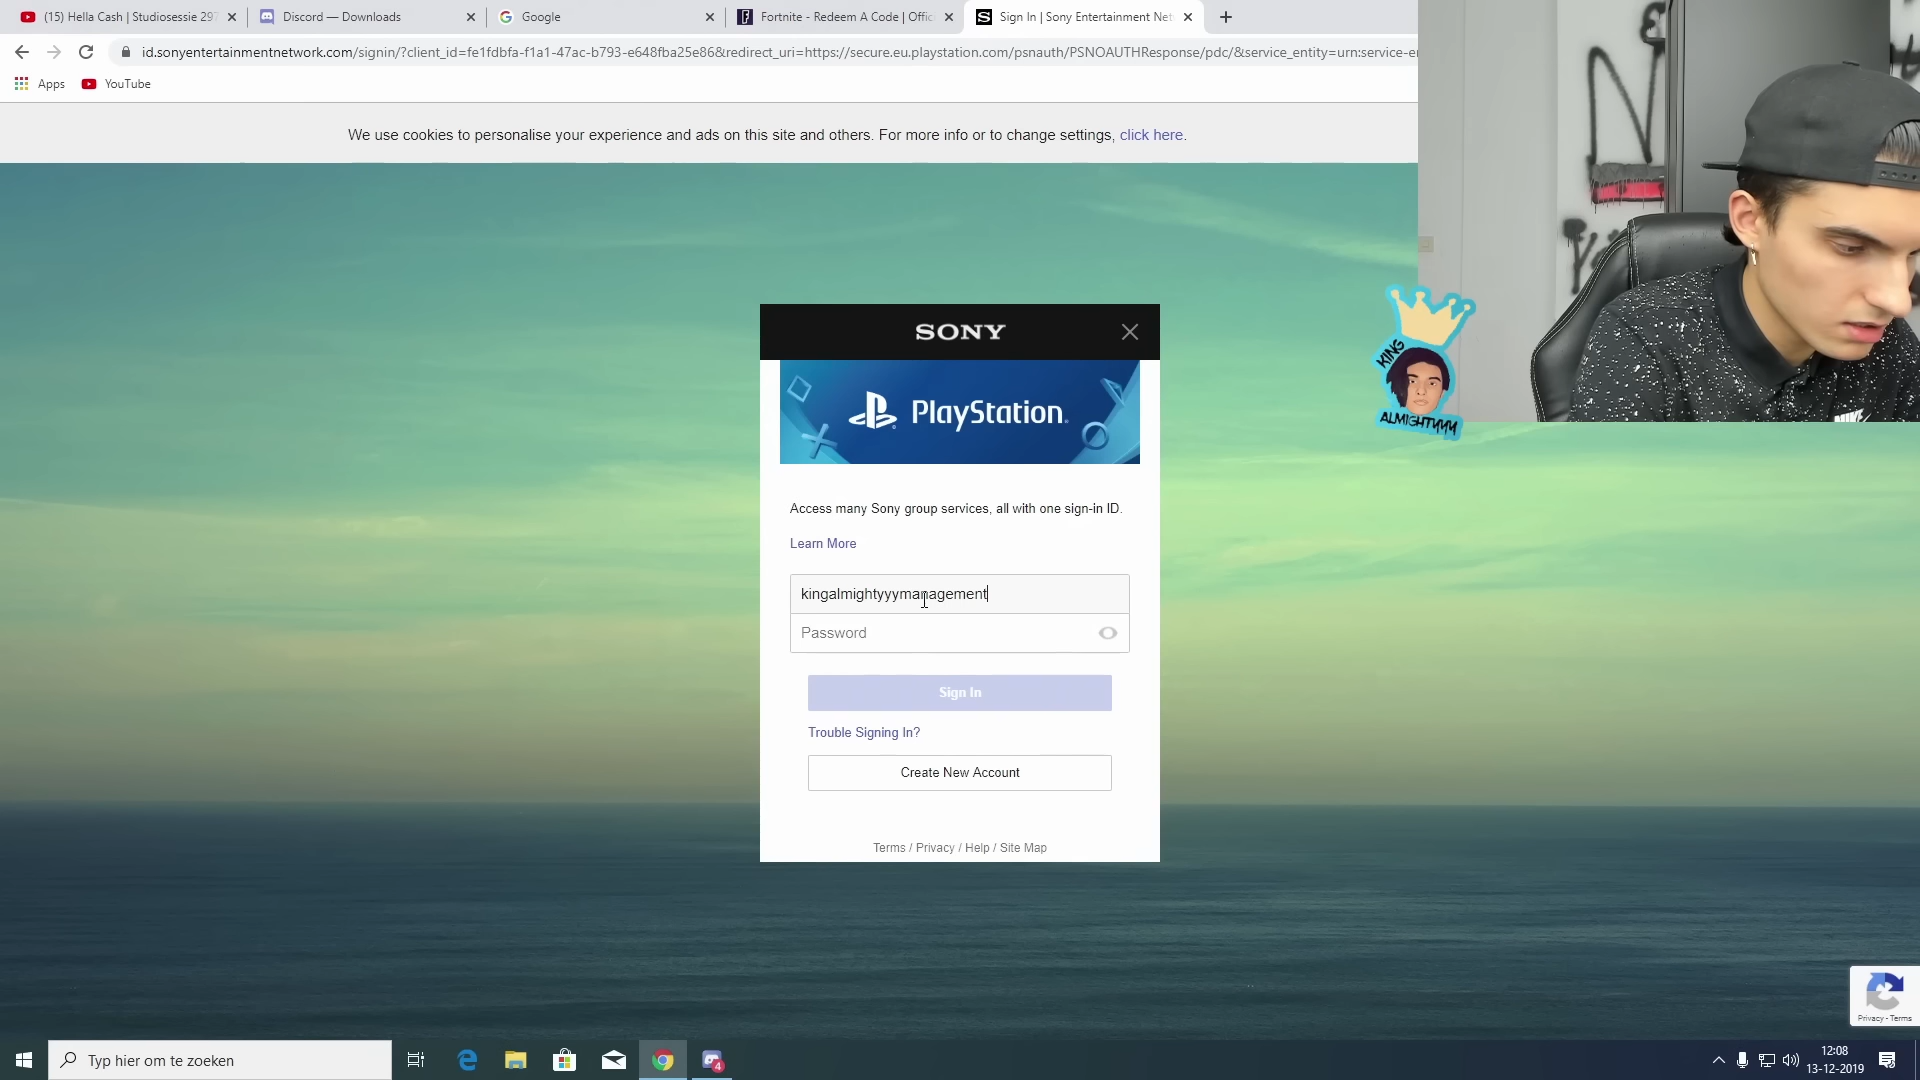 (15) Hella Cash | Studiosessie 297
Discord — Downloads
Google
Fortnite - Redeem A Code | Offic
Sign In | Sony Entertainment Net
id.sonyentertainmentnetwork.com/signin/?client_id=fe1fdbfa-f1a1-47ac-b793-e648fba25e86&redirect_uri=https://secure.eu.playstation.com/psnauth/PSNOAUTHResponse/pdc/&service_entity=urn:service-en
Apps
YouTube
We use cookies to personalise your experience and ads on this site and others. For more info or to change settings, click here.
KING
ALMIGHTYYY
NIKE
SONY
PlayStation
Access many Sony group services, all with one sign-in ID.
Learn More
kingalmightyyymanagement
Password
Sign In
Trouble Signing In?
Create New Account
Terms / Privacy / Help / Site Map
Privacy - Terms
Typ hier om te zoeken
4
12:08
13-12-2019